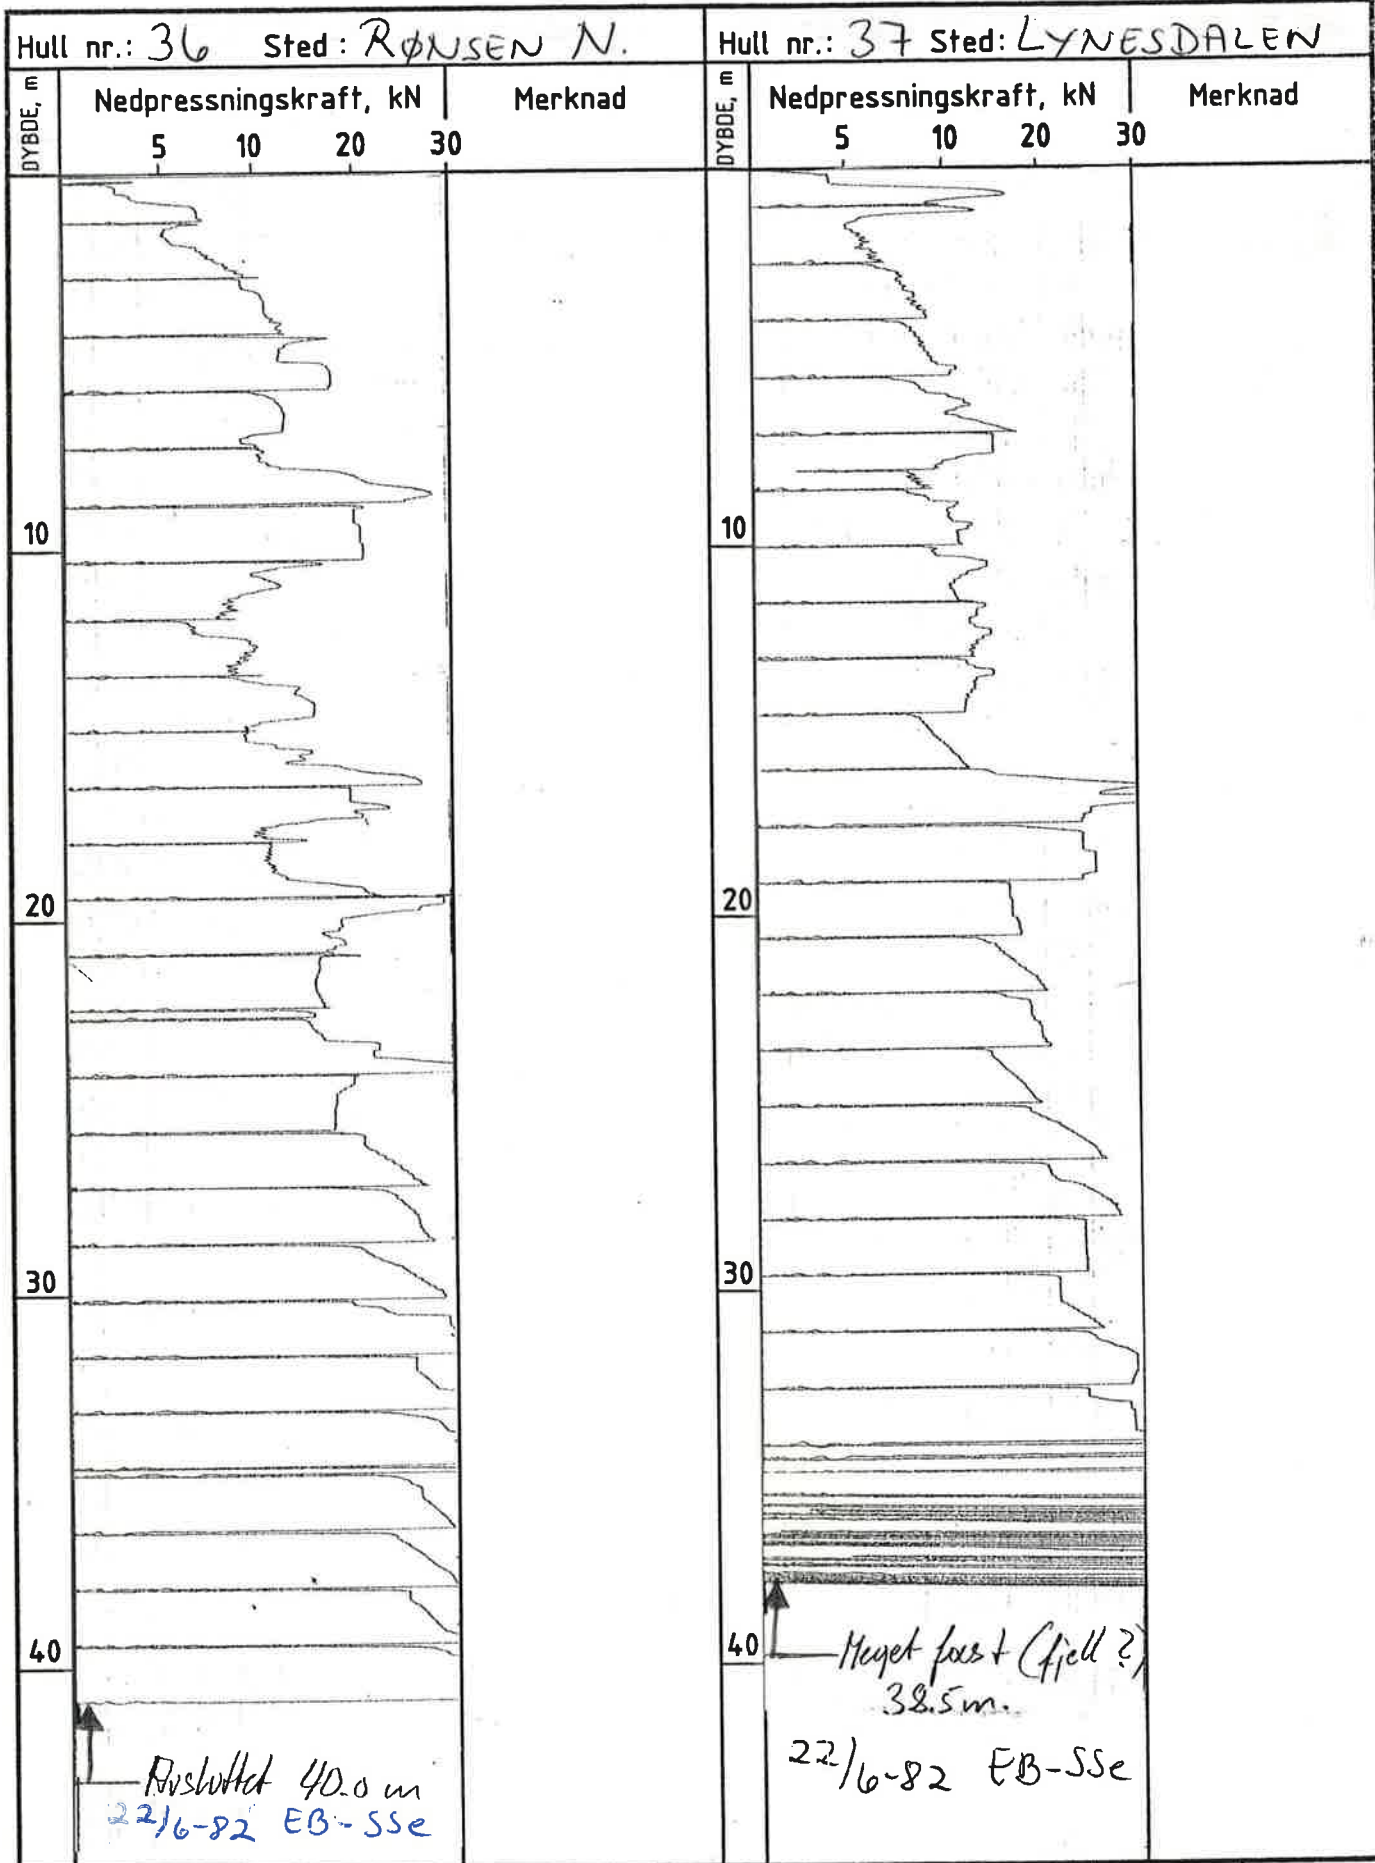 Hull nr.: 36 Sted: RØNSEN N.
DYBDE, m
Nedpressningskraft, kN
Merknad
5 10 20 30
10
20
30
40
Avsluttet 40.0 m
22/6-82 EB-SSe
Hull nr.: 37 Sted: LYNESDALEN
DYBDE, m
Nedpressningskraft, kN
Merknad
5 10 20 30
10
20
30
40
Meget fast (fjell?)
38.5m.
22/6-82 EB-SSe